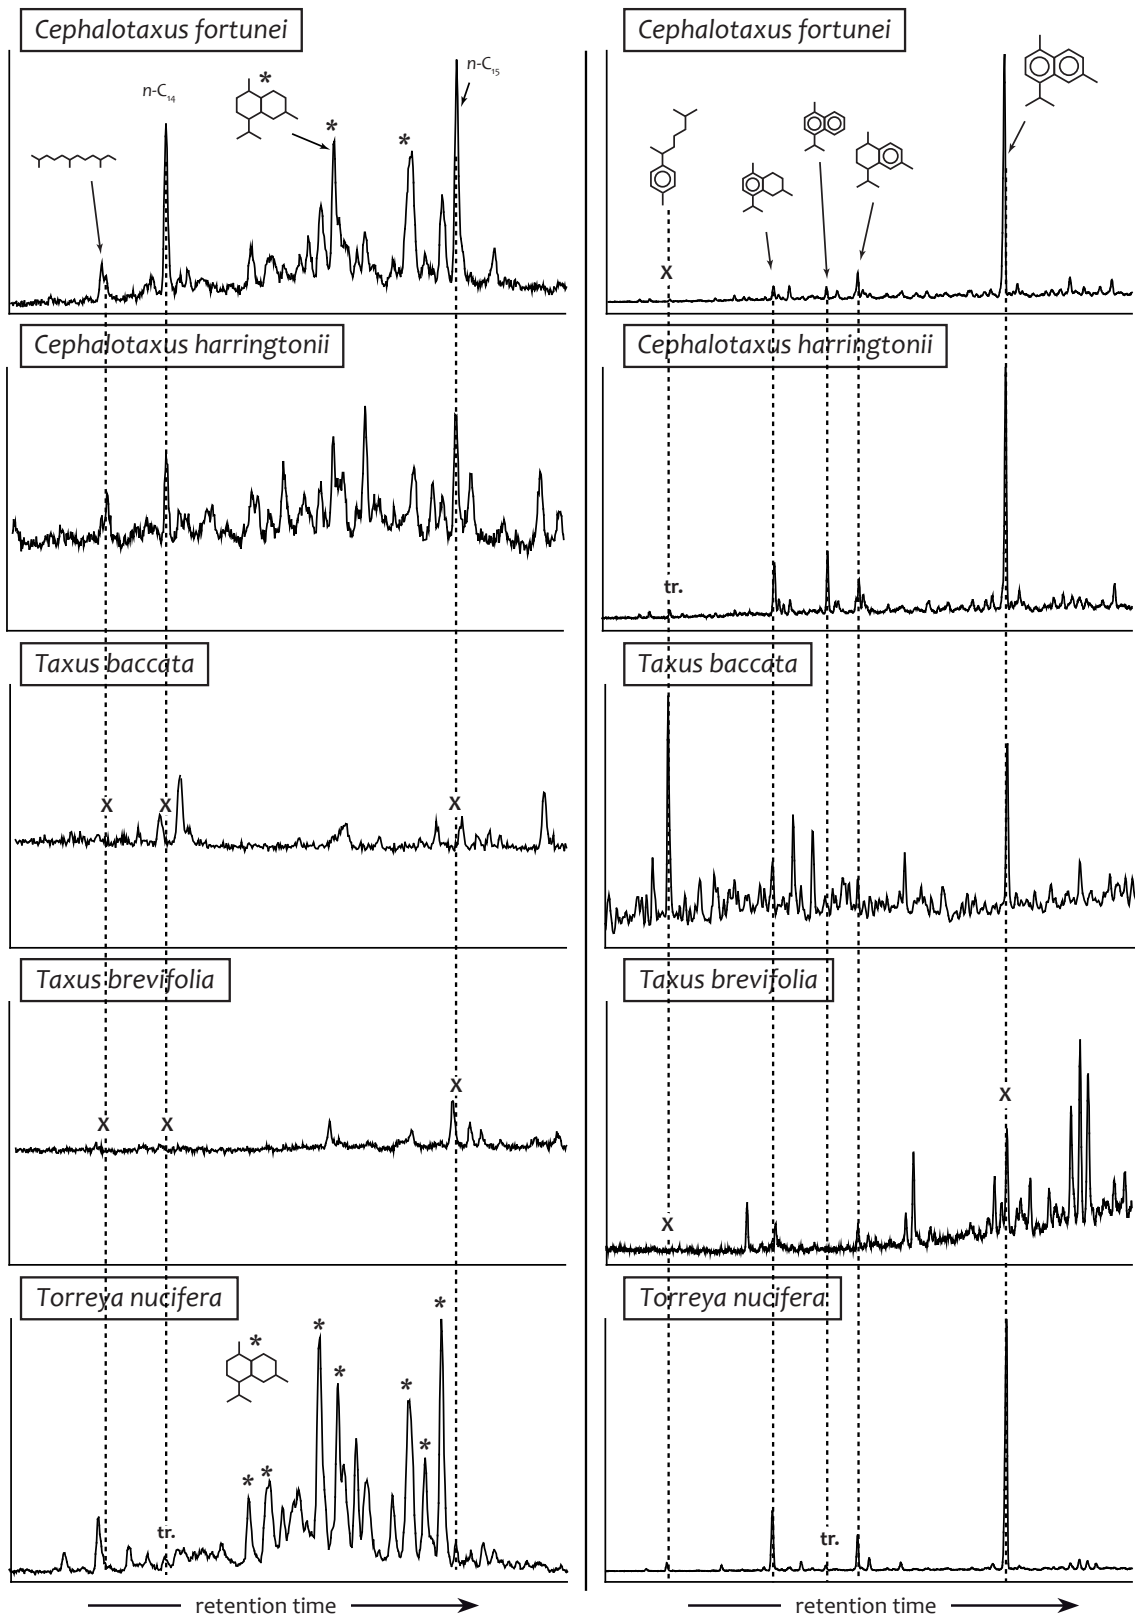 Cephalotaxus fortunei
n-C₁₄
*
*
*
n-C₁₅
Cephalotaxus fortunei
X
Cephalotaxus harringtonii
Cephalotaxus harringtonii
tr.
Taxus baccata
X
X
X
Taxus baccata
Taxus brevifolia
X
X
X
Taxus brevifolia
X
X
Torreya nucifera
*
*
*
*
*
*
*
*
tr.
Torreya nucifera
tr.
retention time
retention time